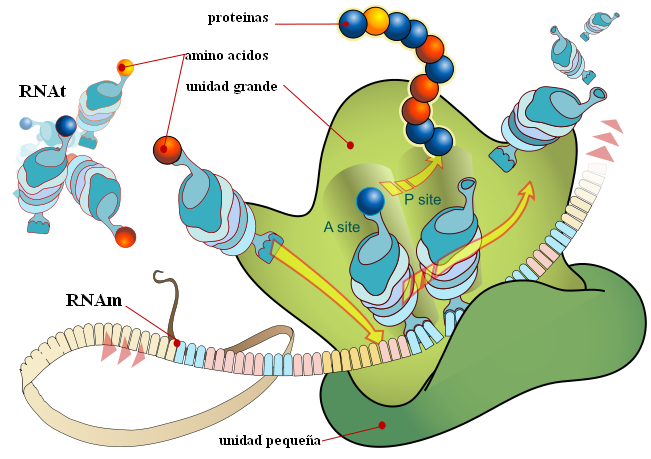 proteinas
amino acidos
unidad grande
RNAt
A site
P site
RNAm
unidad pequeña